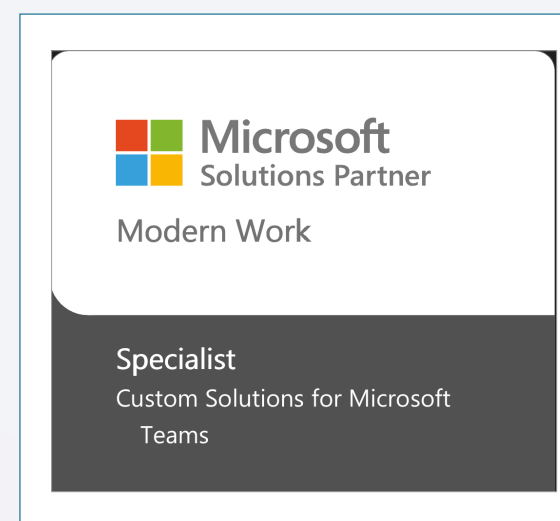 Microsoft
Solutions Partner
Modern Work
Specialist
Custom Solutions for Microsoft
Teams